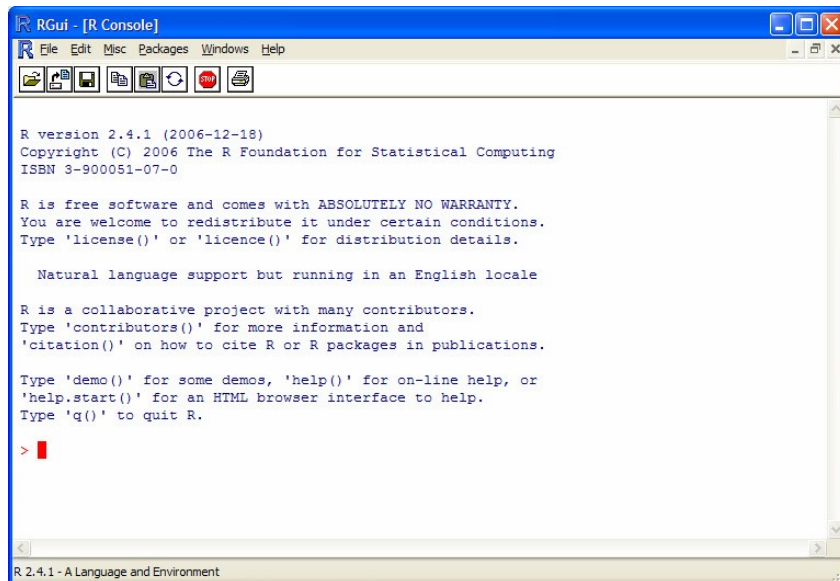 RGui - [R Console]
File Edit Misc Packages Windows Help
STOP
R version 2.4.1 (2006-12-18)
Copyright (C) 2006 The R Foundation for Statistical Computing
ISBN 3-900051-07-0
R is free software and comes with ABSOLUTELY NO WARRANTY.
You are welcome to redistribute it under certain conditions.
Type 'license()' or 'licence()' for distribution details.
Natural language support but running in an English locale
R is a collaborative project with many contributors.
Type 'contributors()' for more information and
'citation()' on how to cite R or R packages in publications.
Type 'demo()' for some demos, 'help()' for on-line help, or
'help.start()' for an HTML browser interface to help.
Type 'q()' to quit R.
>
R 2.4.1 - A Language and Environment